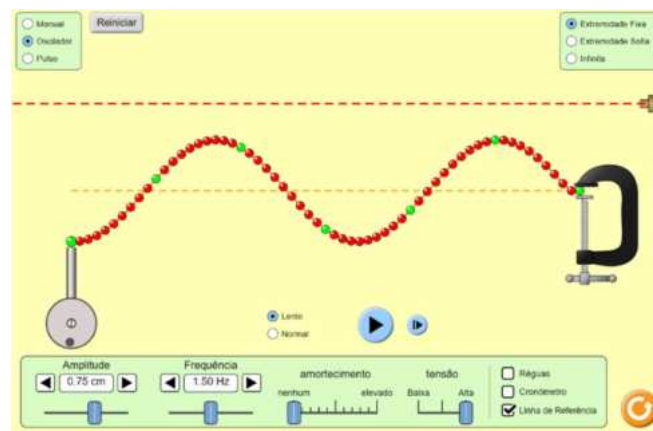 Manual
Oscilador
Pulso
Reiniciar
Extremidade Fixa
Extremidade Solta
Infinita
Lento
Normal
Amplitude
0.75 cm
Frequência
1.50 Hz
amortecimento
nenhum
elevado
tensão
Baixa
Alta
Réguas
Cronômetro
Linha de Referência